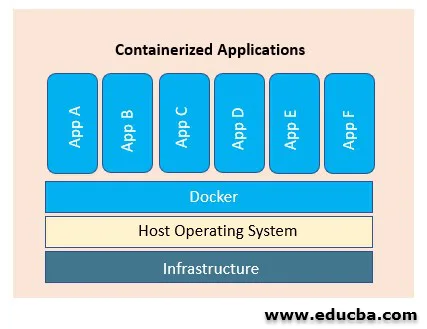 Containerized Applications
App A
App B
App C
App D
App E
App F
Docker
Host Operating System
Infrastructure
www.educba.com